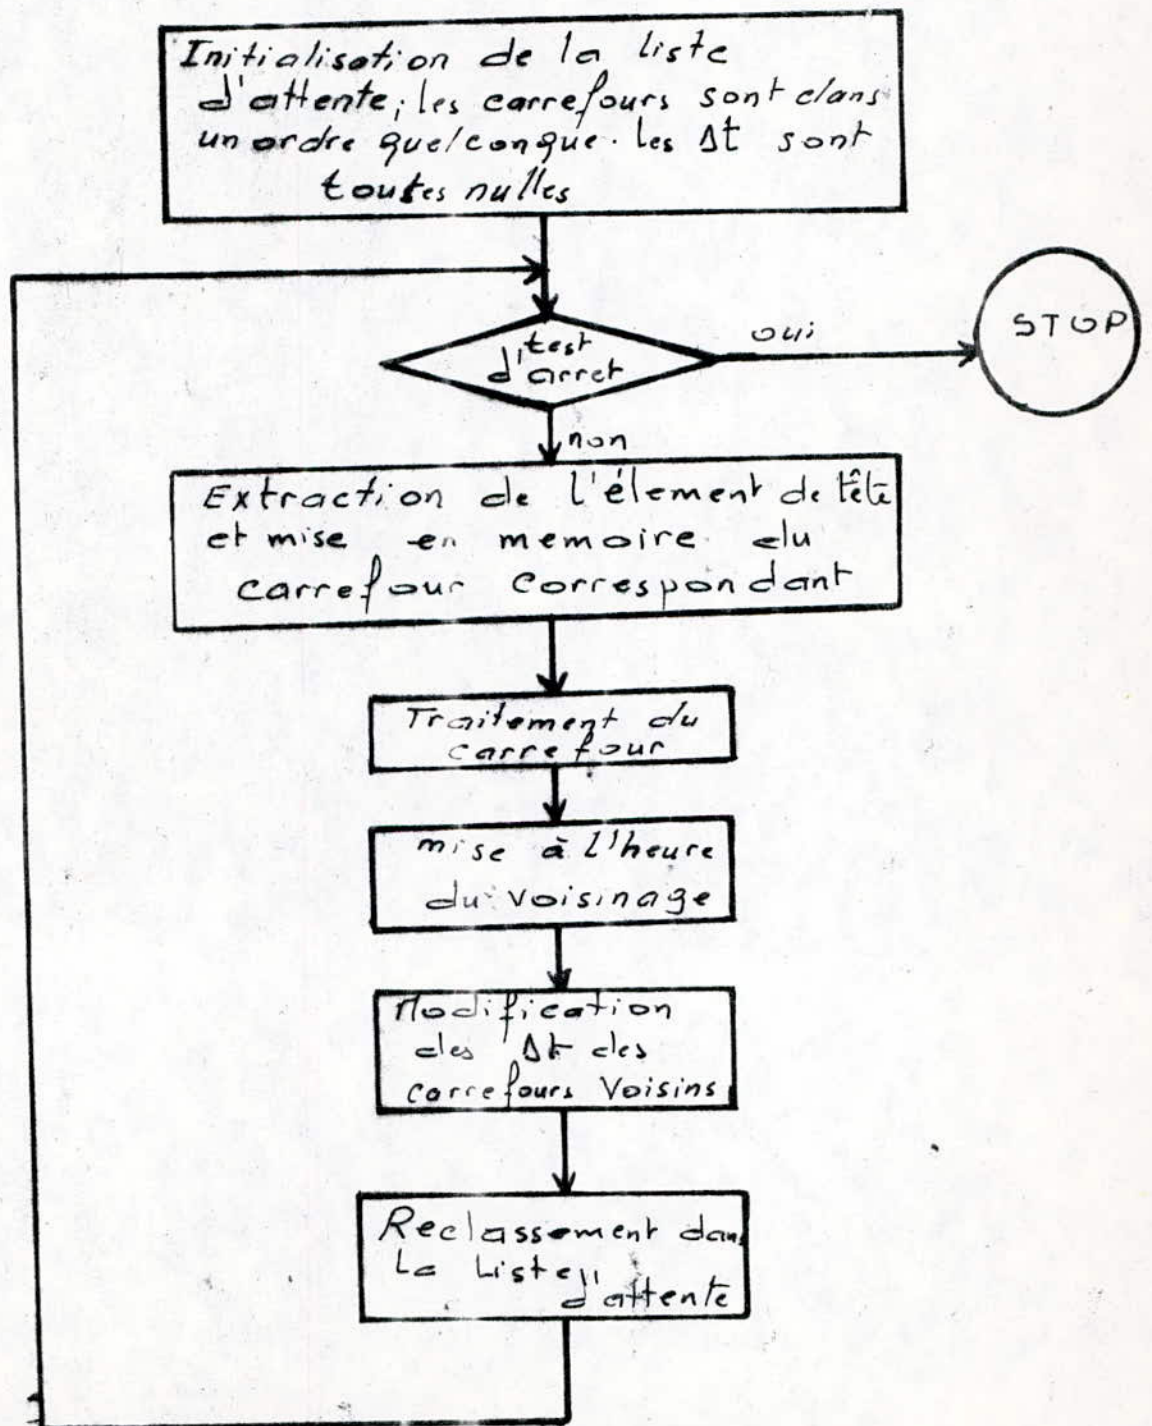 Initialisation de la liste
d'attente, les carrefours sont dans
un ordre quelconque. les Δt sont
toutes nulles
test
d'arret
oui
STOP
non
Extraction de l'élement de tête
et mise en memoire du
carrefour correspondant
Traitement du
carrefour
mise à l'heure
du voisinage
Modification
des Δt des
carrefours Voisins
Reclassement dans
La Liste
d'attente